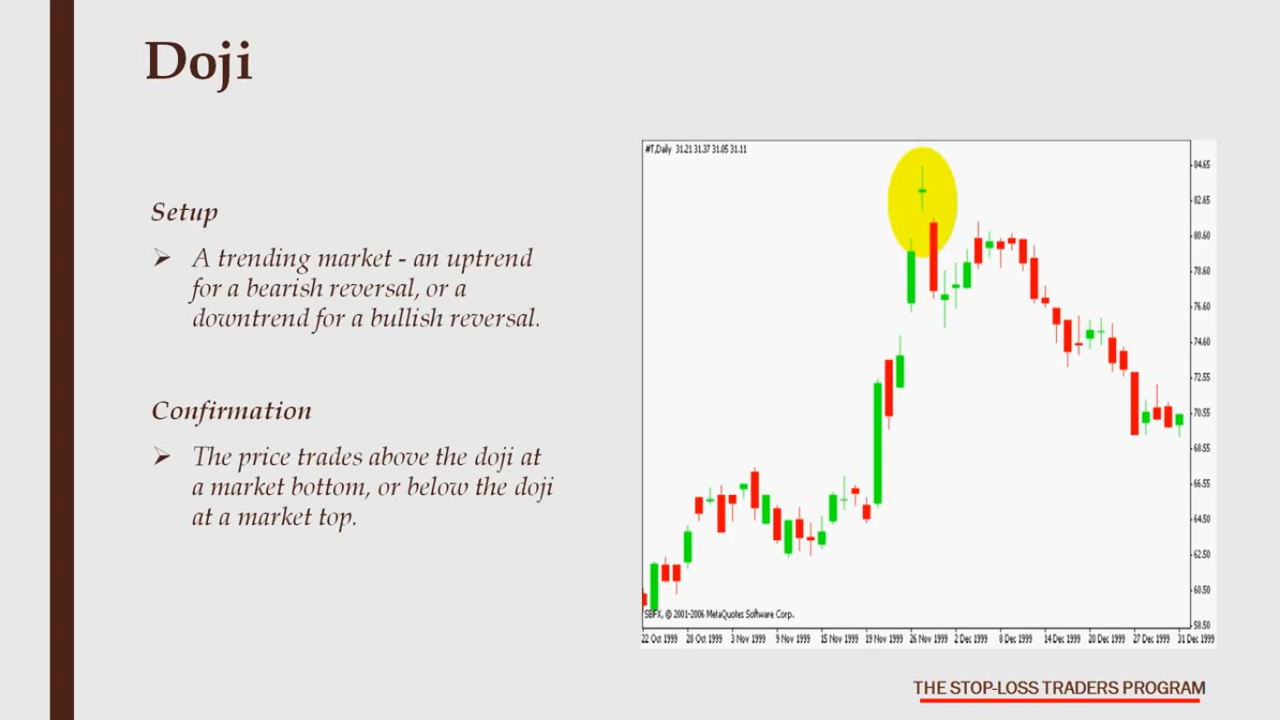 Doji
Setup
A trending market - an uptrend
for a bearish reversal, or a
downtrend for a bullish reversal.
Confirmation
The price trades above the doji at
a market bottom, or below the doji
at a market top.
#T,Daily 31.21 31.37 31.05 31.11
84.65
82.65
80.60
78.60
76.60
74.60
72.55
70.55
68.55
66.55
64.50
62.50
60.50
58.50
SBFX, © 2001-2006 MetaQuotes Software Corp.
22 Oct 1999 28 Oct 1999 3 Nov 1999 9 Nov 1999 15 Nov 1999 19 Nov 1999 26 Nov 1999 2 Dec 1999 8 Dec 1999 14 Dec 1999 20 Dec 1999 27 Dec 1999 31 Dec 1999
THE STOP-LOSS TRADERS PROGRAM